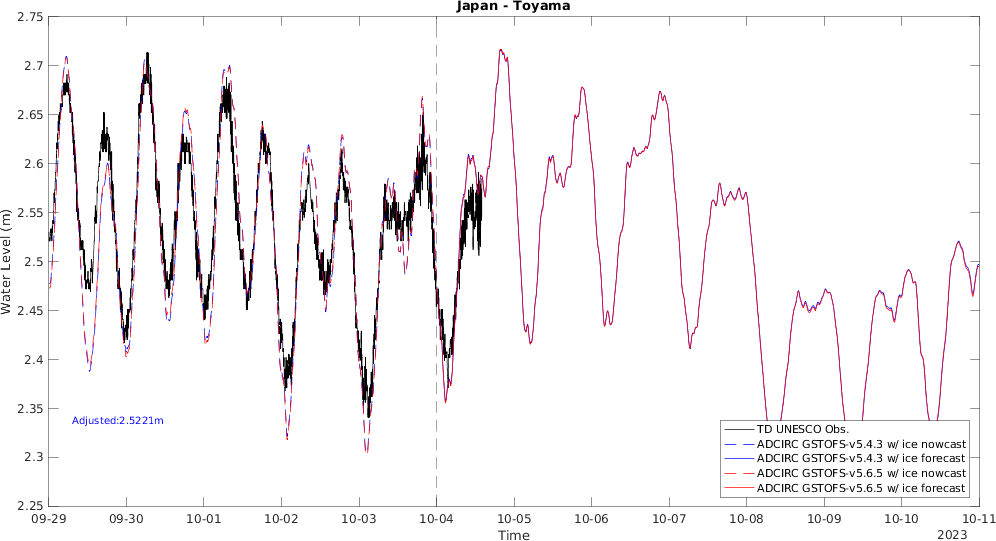 Japan - Toyama
2.75
2.7
2.65
2.6
2.55
2.5
2.45
2.4
2.35
2.3
2.25
Water Level (m)
Adjusted:2.5221m
TD UNESCO Obs.
ADCIRC GSTOFS-v5.4.3 w/ ice nowcast
ADCIRC GSTOFS-v5.4.3 w/ ice forecast
ADCIRC GSTOFS-v5.6.5 w/ ice nowcast
ADCIRC GSTOFS-v5.6.5 w/ ice forecast
09-29 09-30 10-01 10-02 10-03 10-04 10-05 10-06 10-07 10-08 10-09 10-10 10-11
Time
2023